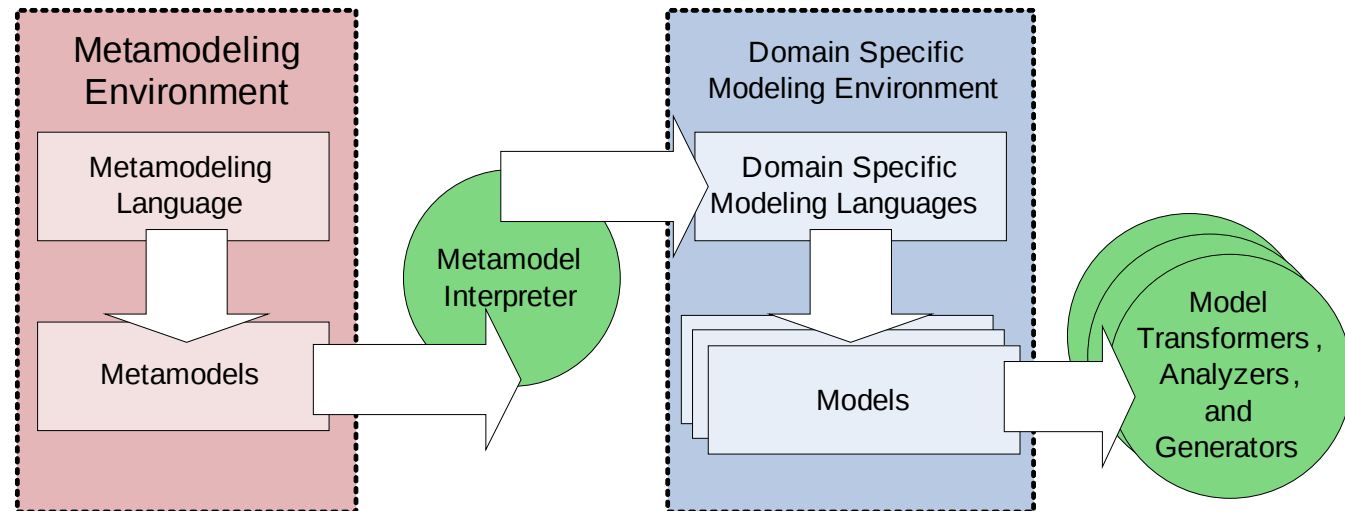 Metamodeling
Environment
Metamodeling
Language
Metamodels
Metamodel
Interpreter
Domain Specific
Modeling Environment
Domain Specific
Modeling Languages
Models
Model
Transformers,
Analyzers,
and
Generators